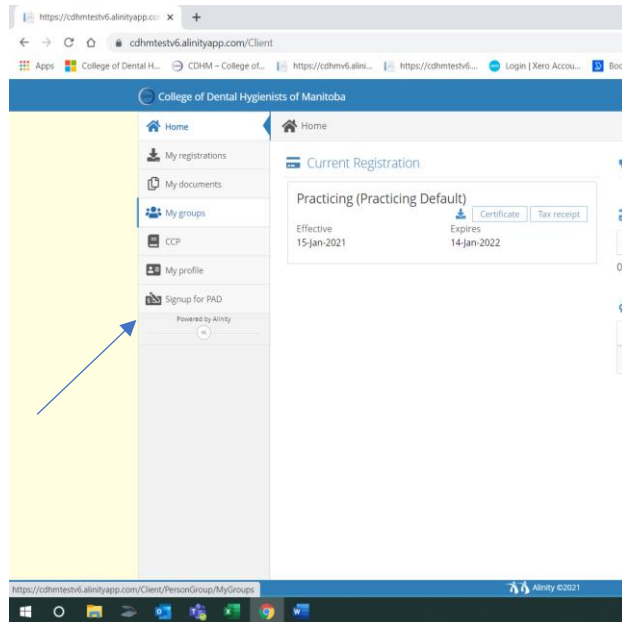 https://cdhmtestv6.alinityapp.co
cdhmtestv6.alinityapp.com/Client
Apps College of Dental H... CDHM – College of... https://cdhmv6.alini... https://cdhmtestv6.... Login | Xero Accou... Boo
College of Dental Hygienists of Manitoba
Home
Home
My registrations
Current Registration
My documents
Practicing (Practicing Default)
Certificate Tax receipt
My groups
Effective Expires
15-Jan-2021 14-Jan-2022
CCP
My profile
Signup for PAD
Powered by Alinity
https://cdhmtestv6.alinityapp.com/Client/PersonGroup/MyGroups
Alinity ©2021